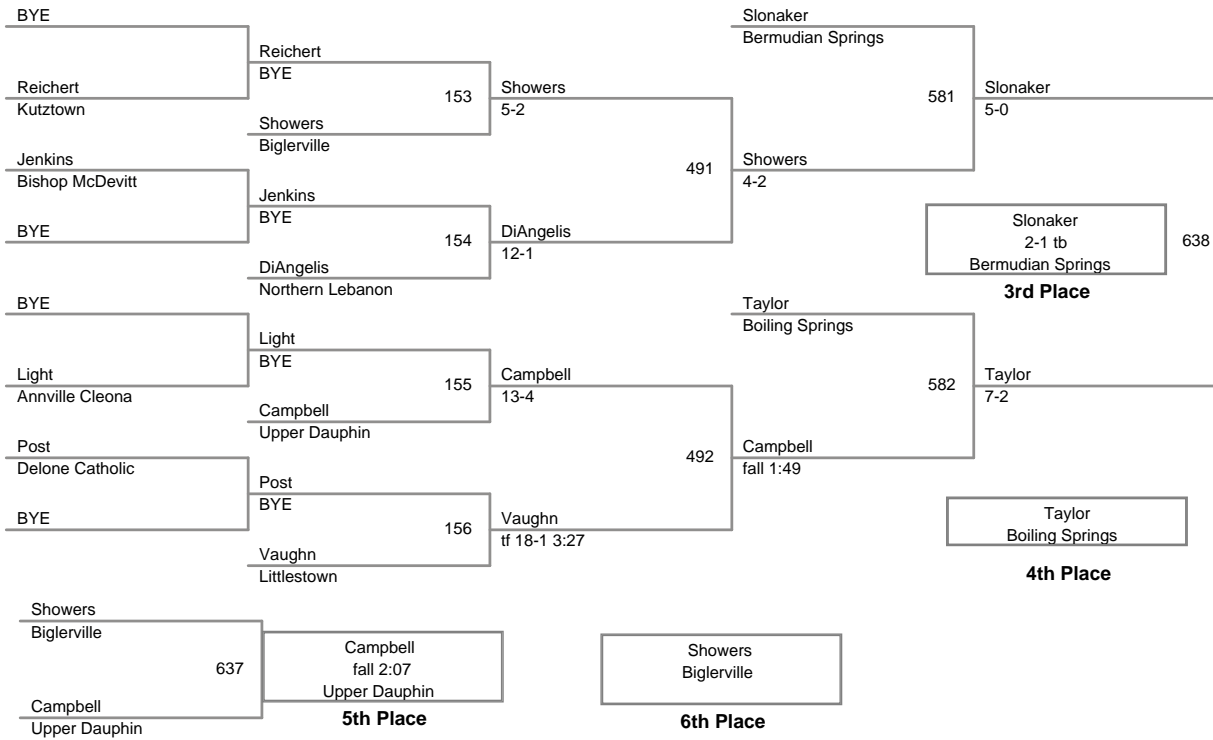 BYE
Reichert
Kutztown
Jenkins
Bishop McDevitt
BYE
BYE
Light
Annville Cleona
Post
Delone Catholic
BYE
Reichert
BYE
153
Showers
Biglerville
Jenkins
BYE
154
DiAngelis
Northern Lebanon
Light
BYE
155
Campbell
Upper Dauphin
Post
BYE
156
Vaughn
Littlestown
Showers
5-2
491
DiAngelis
12-1
Campbell
13-4
492
Vaughn
tf 18-1 3:27
Slonaker
Bermudian Springs
581
Showers
4-2
Taylor
Boiling Springs
582
Campbell
fall 1:49
Slonaker
5-0
Slonaker
2-1 tb
Bermudian Springs
638
3rd Place
Taylor
7-2
Taylor
Boiling Springs
4th Place
Showers
Biglerville
637
Campbell
Upper Dauphin
Campbell
fall 2:07
Upper Dauphin
5th Place
Showers
Biglerville
6th Place